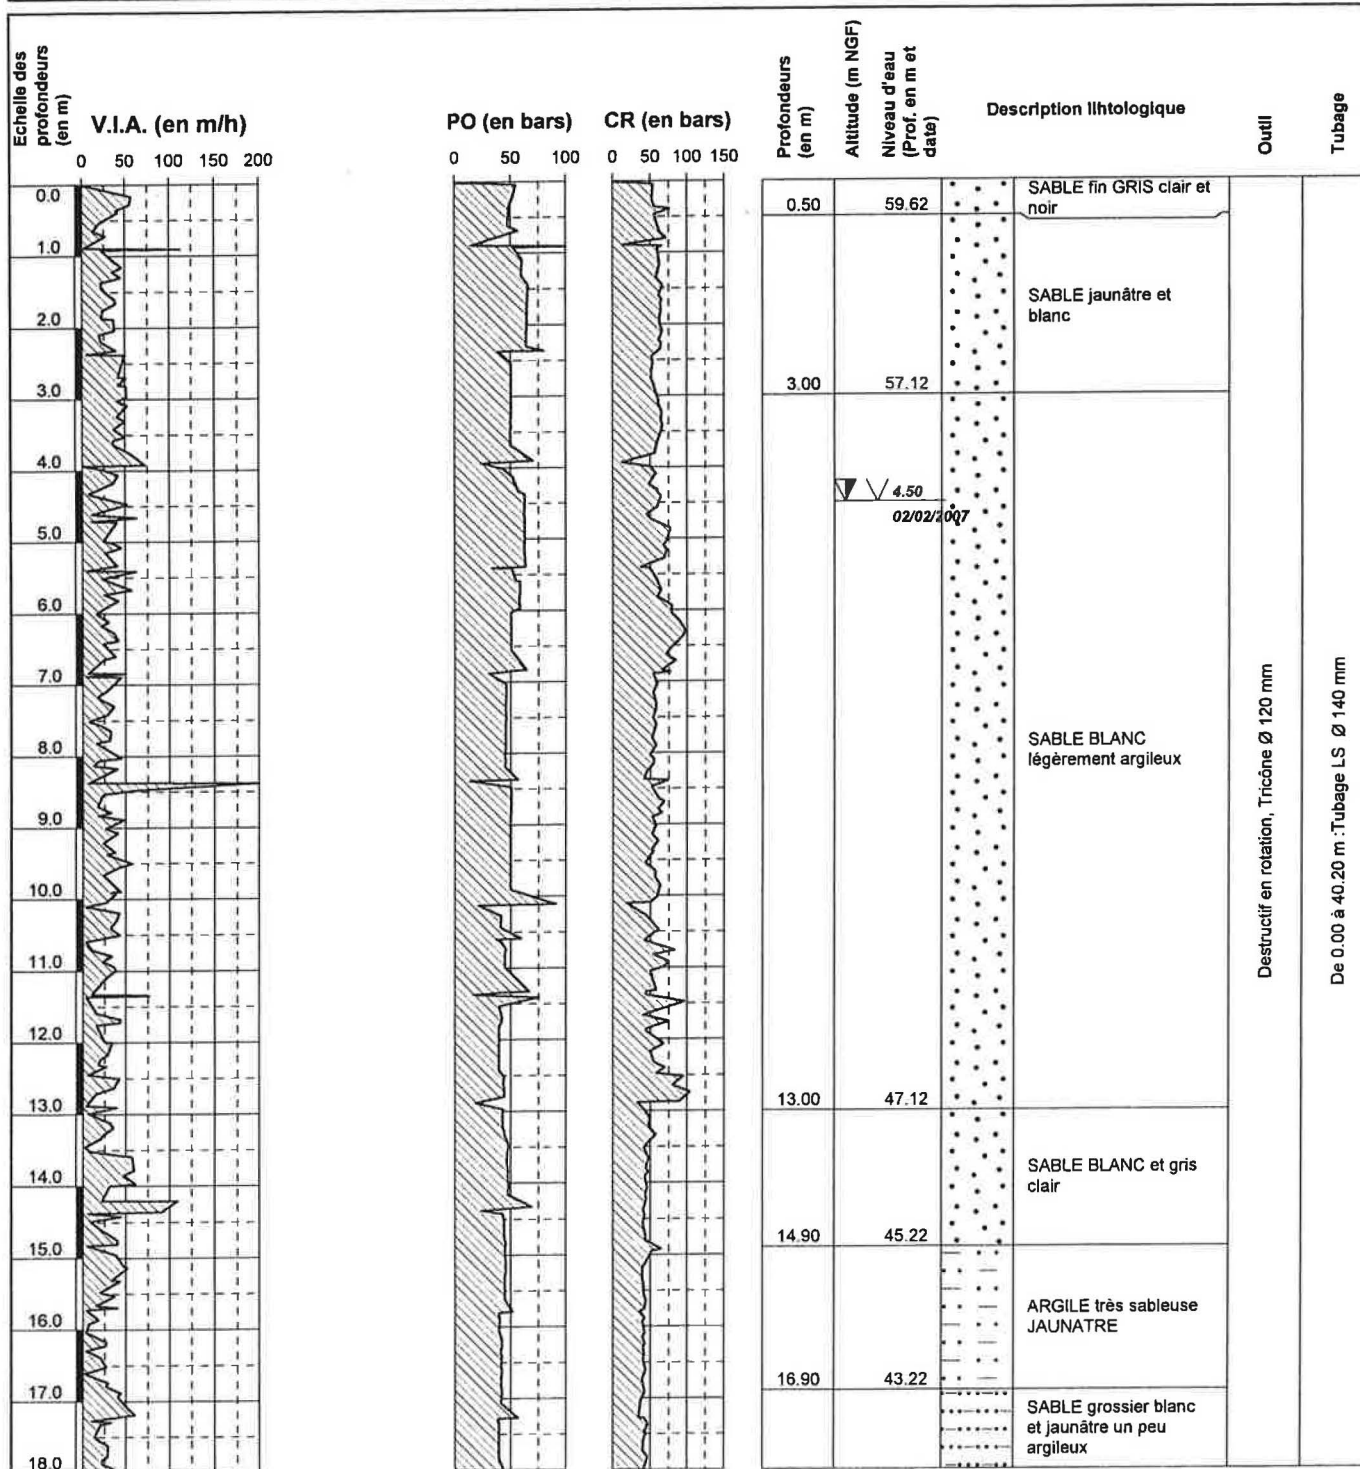 Echelle des
profondeurs
(en m)
V.I.A. (en m/h)
0 50 100 150 200
PO (en bars)
0 50 100
CR (en bars)
0 50 100 150
Profondeurs
(en m)
Altitude (m NGF)
Niveau d'eau
(Prof. en m et
date)
Description lihtologique
Outil
Tubage
0.0
1.0
2.0
3.0
4.0
5.0
6.0
7.0
8.0
9.0
10.0
11.0
12.0
13.0
14.0
15.0
16.0
17.0
18.0
SABLE fin GRIS clair et
noir
0.50 59.62
SABLE jaunâtre et
blanc
3.00 57.12
4.50
02/02/2007
SABLE BLANC
légèrement argileux
13.00 47.12
SABLE BLANC et gris
clair
14.90 45.22
ARGILE très sableuse
JAUNATRE
16.90 43.22
SABLE grossier blanc
et jaunâtre un peu
argileux
Destructif en rotation, Tricône Ø 120 mm
De 0.00 à 40.20 m :Tubage LS Ø 140 mm